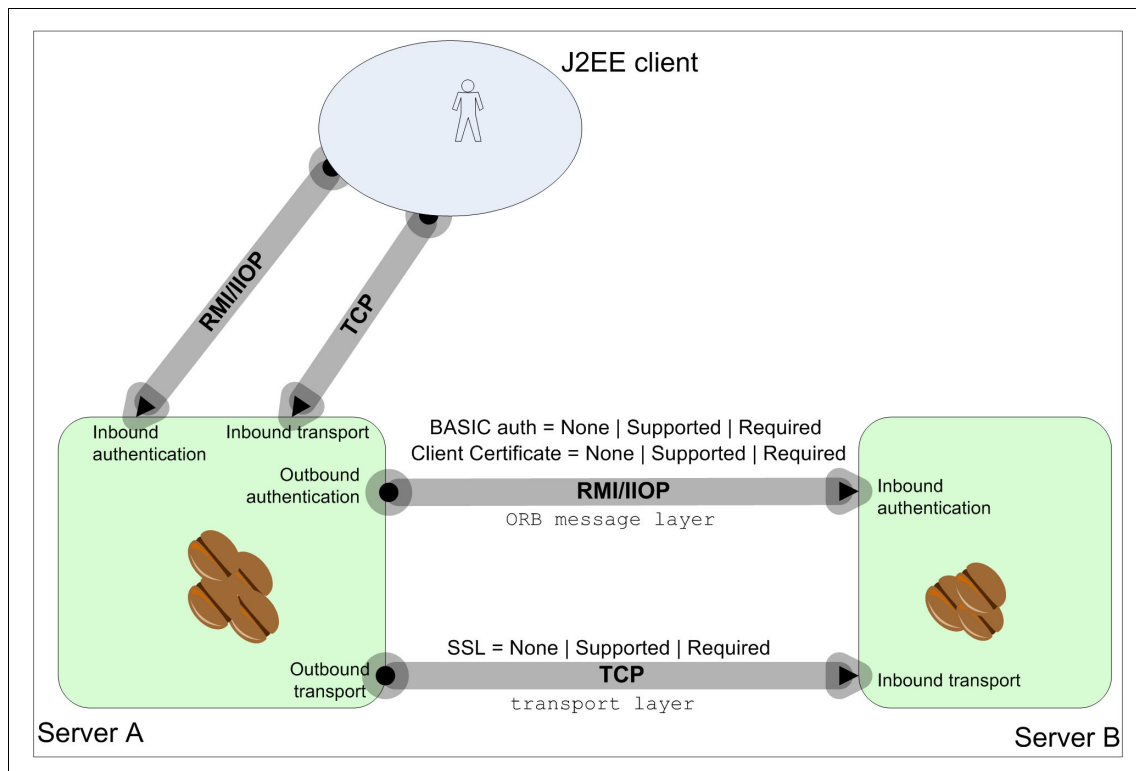 J2EE client
RMI/IIOP
TCP
Inbound
authentication
Inbound transport
Outbound
authentication
BASIC auth = None | Supported | Required
Client Certificate = None | Supported | Required
RMI/IIOP
ORB message layer
Inbound
authentication
Outbound
transport
SSL = None | Supported | Required
TCP
transport layer
Inbound transport
Server A
Server B